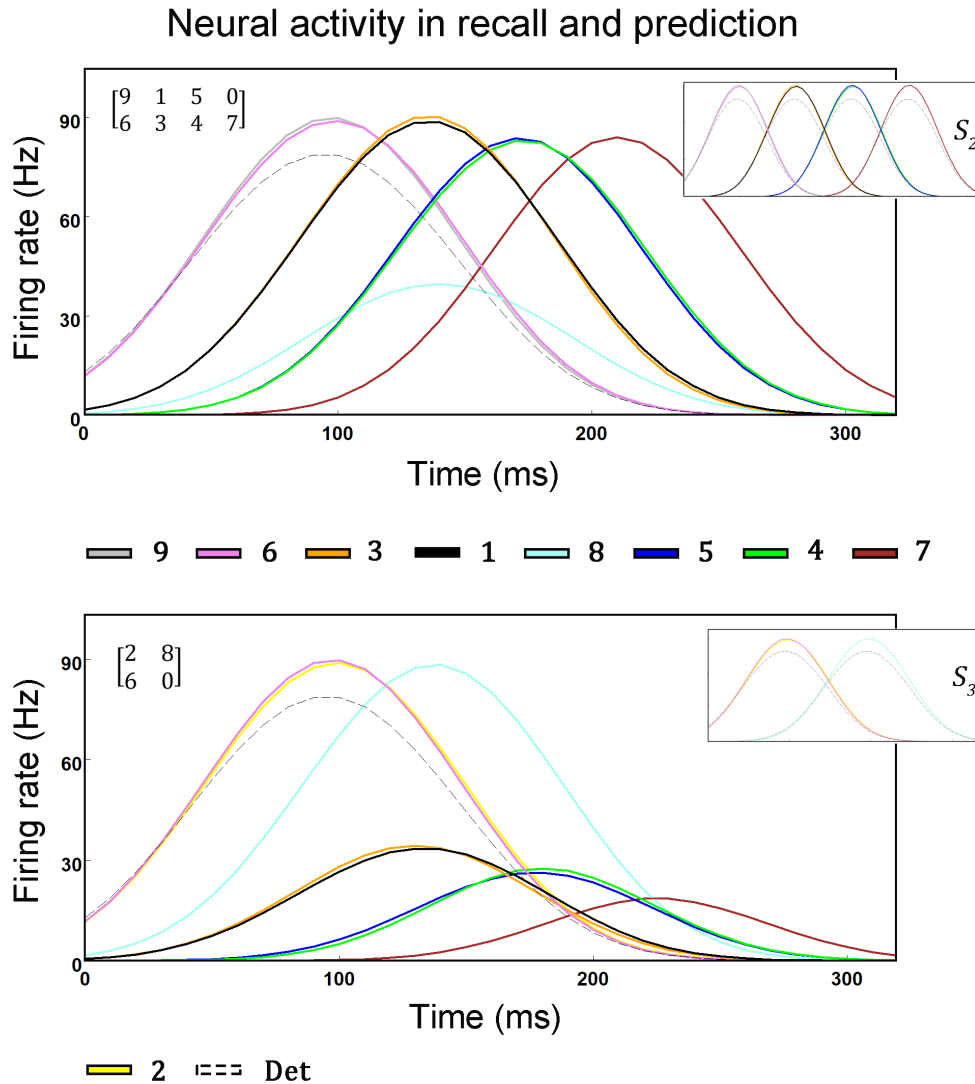 Neural activity in recall and prediction
9 1 5 0
6 3 4 7
S2
Firing rate (Hz)
90
60
30
0
0 100 200 300
Time (ms)
9 6 3 1 8 5 4 7
2 8
6 0
S3
Firing rate (Hz)
90
60
30
0
0 100 200 300
Time (ms)
2 Det